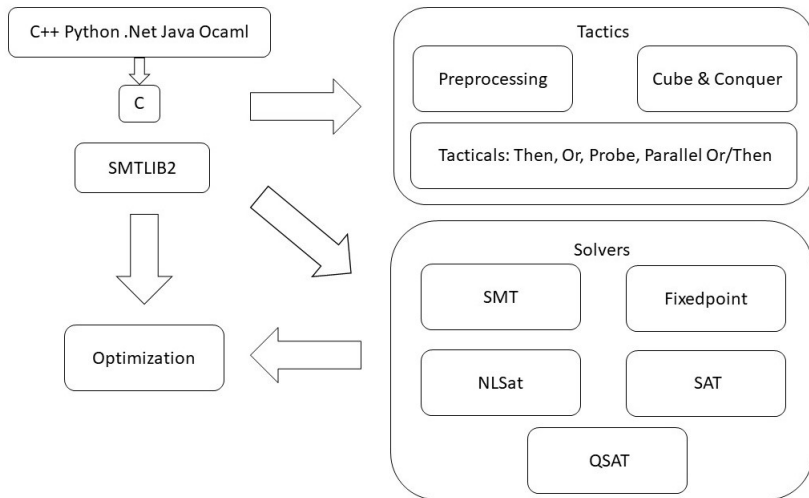 C++ Python .Net Java Ocaml
C
SMTLIB2
Optimization
Tactics
Preprocessing
Cube & Conquer
Tacticals: Then, Or, Probe, Parallel Or/Then
Solvers
SMT
Fixedpoint
NLSat
SAT
QSAT